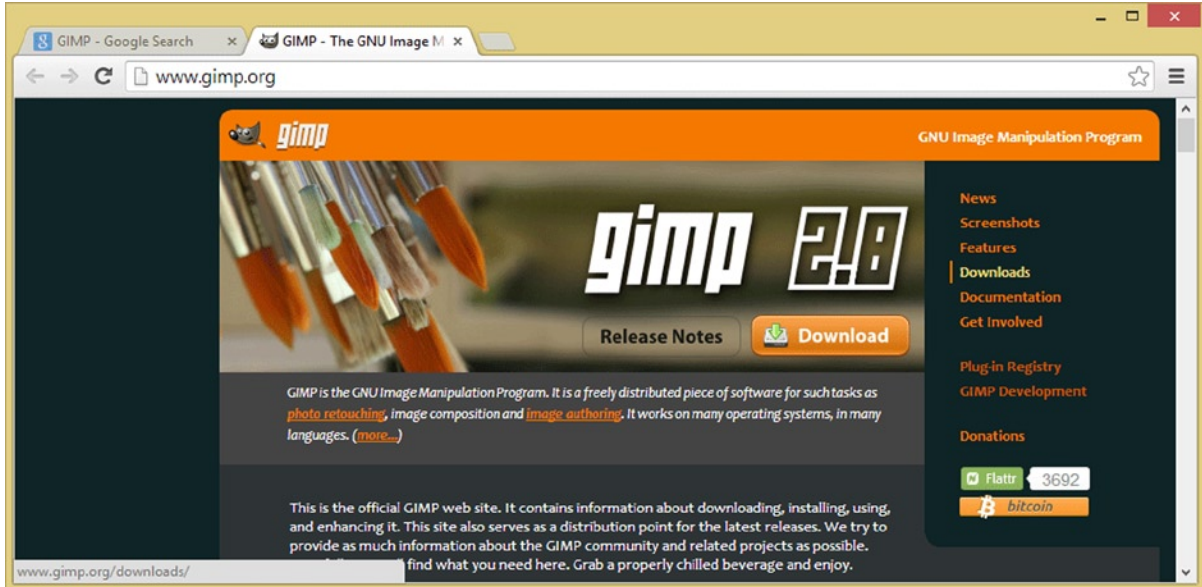 GIMP - Google Search
GIMP - The GNU Image M
www.gimp.org
gimp
GNU Image Manipulation Program
gimp 2.8
Release Notes
Download
News
Screenshots
Features
Downloads
Documentation
Get Involved
Plug-in Registry
GIMP Development
Donations
Flattr 3692
bitcoin
GIMP is the GNU Image Manipulation Program. It is a freely distributed piece of software for such tasks as
photo retouching, image composition and image authoring. It works on many operating systems, in many
languages. (more...)
This is the official GIMP web site. It contains information about downloading, installing, using,
and enhancing it. This site also serves as a distribution point for the latest releases. We try to
provide as much information about the GIMP community and related projects as possible.
find what you need here. Grab a properly chilled beverage and enjoy.
www.gimp.org/downloads/